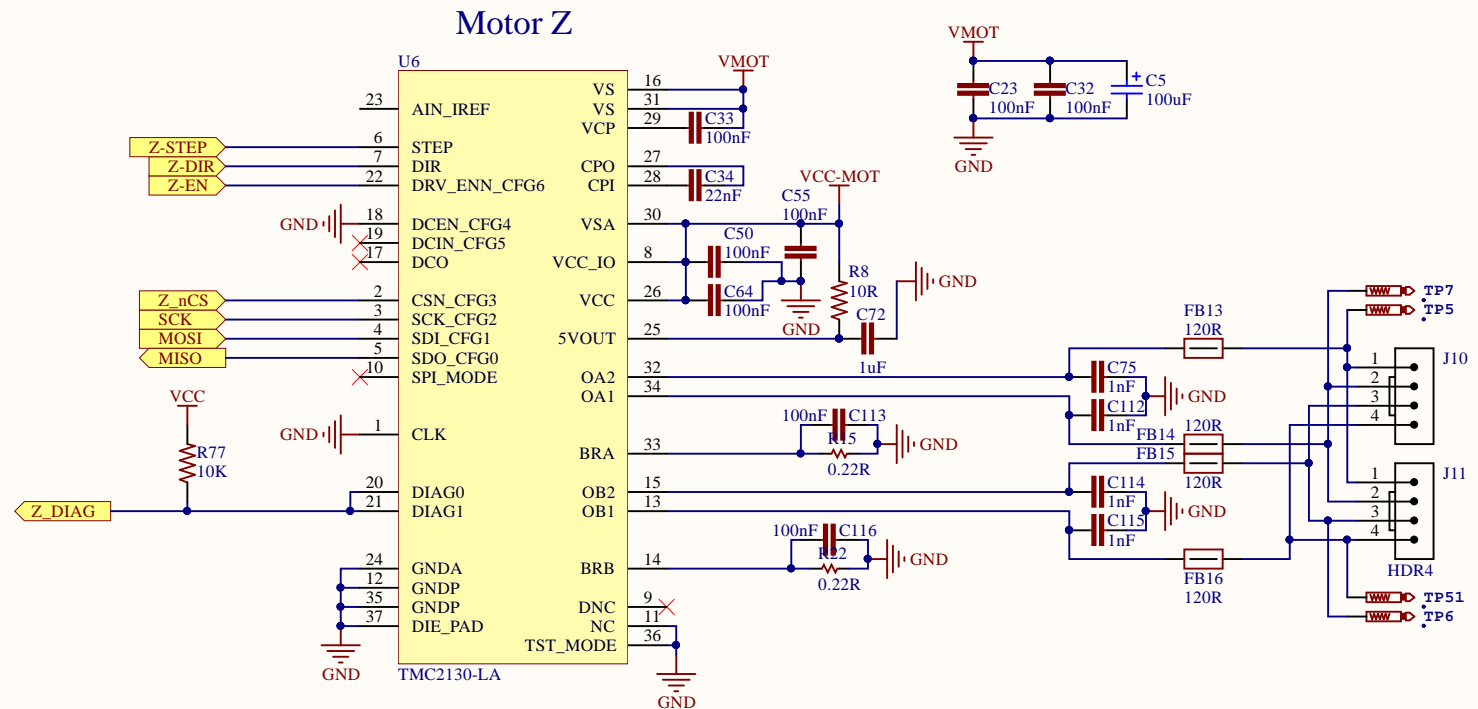 Motor Z
U6
23
AIN_IREF
Z-STEP
6
STEP
Z-DIR
7
DIR
Z-EN
22
DRV_ENN_CFG6
GND
18
DCEN_CFG4
19
DCIN_CFG5
17
DCO
Z_nCS
2
CSN_CFG3
SCK
3
SCK_CFG2
MOSI
4
SDI_CFG1
MISO
5
SDO_CFG0
10
SPI_MODE
VCC
R77
10K
GND
1
CLK
Z_DIAG
20
DIAG0
21
DIAG1
24
GNDA
12
GNDP
35
GNDP
37
DIE_PAD
GND
TMC2130-LA
VS
16
VS
31
VCP
29
VMOT
C33
100nF
CPO
27
CPI
28
C34
22nF
VSA
30
VCC_IO
8
VCC
26
C55
100nF
C50
100nF
C64
100nF
GND
VCC-MOT
R8
10R
GND
C72
1uF
5VOUT
25
OA2
32
OA1
34
BRA
33
100nF
C113
R15
0.22R
GND
OB2
15
OB1
13
BRB
14
100nF
C116
R22
0.22R
GND
DNC
9
NC
11
TST_MODE
36
GND
VMOT
C23
100nF
C32
100nF
+
C5
100uF
GND
C75
1nF
C112
1nF
GND
C114
1nF
C115
1nF
GND
FB13
120R
120R
FB14
FB15
120R
FB16
120R
TP7
TP5
J10
1
2
3
4
J11
1
2
3
4
HDR4
TP51
TP6